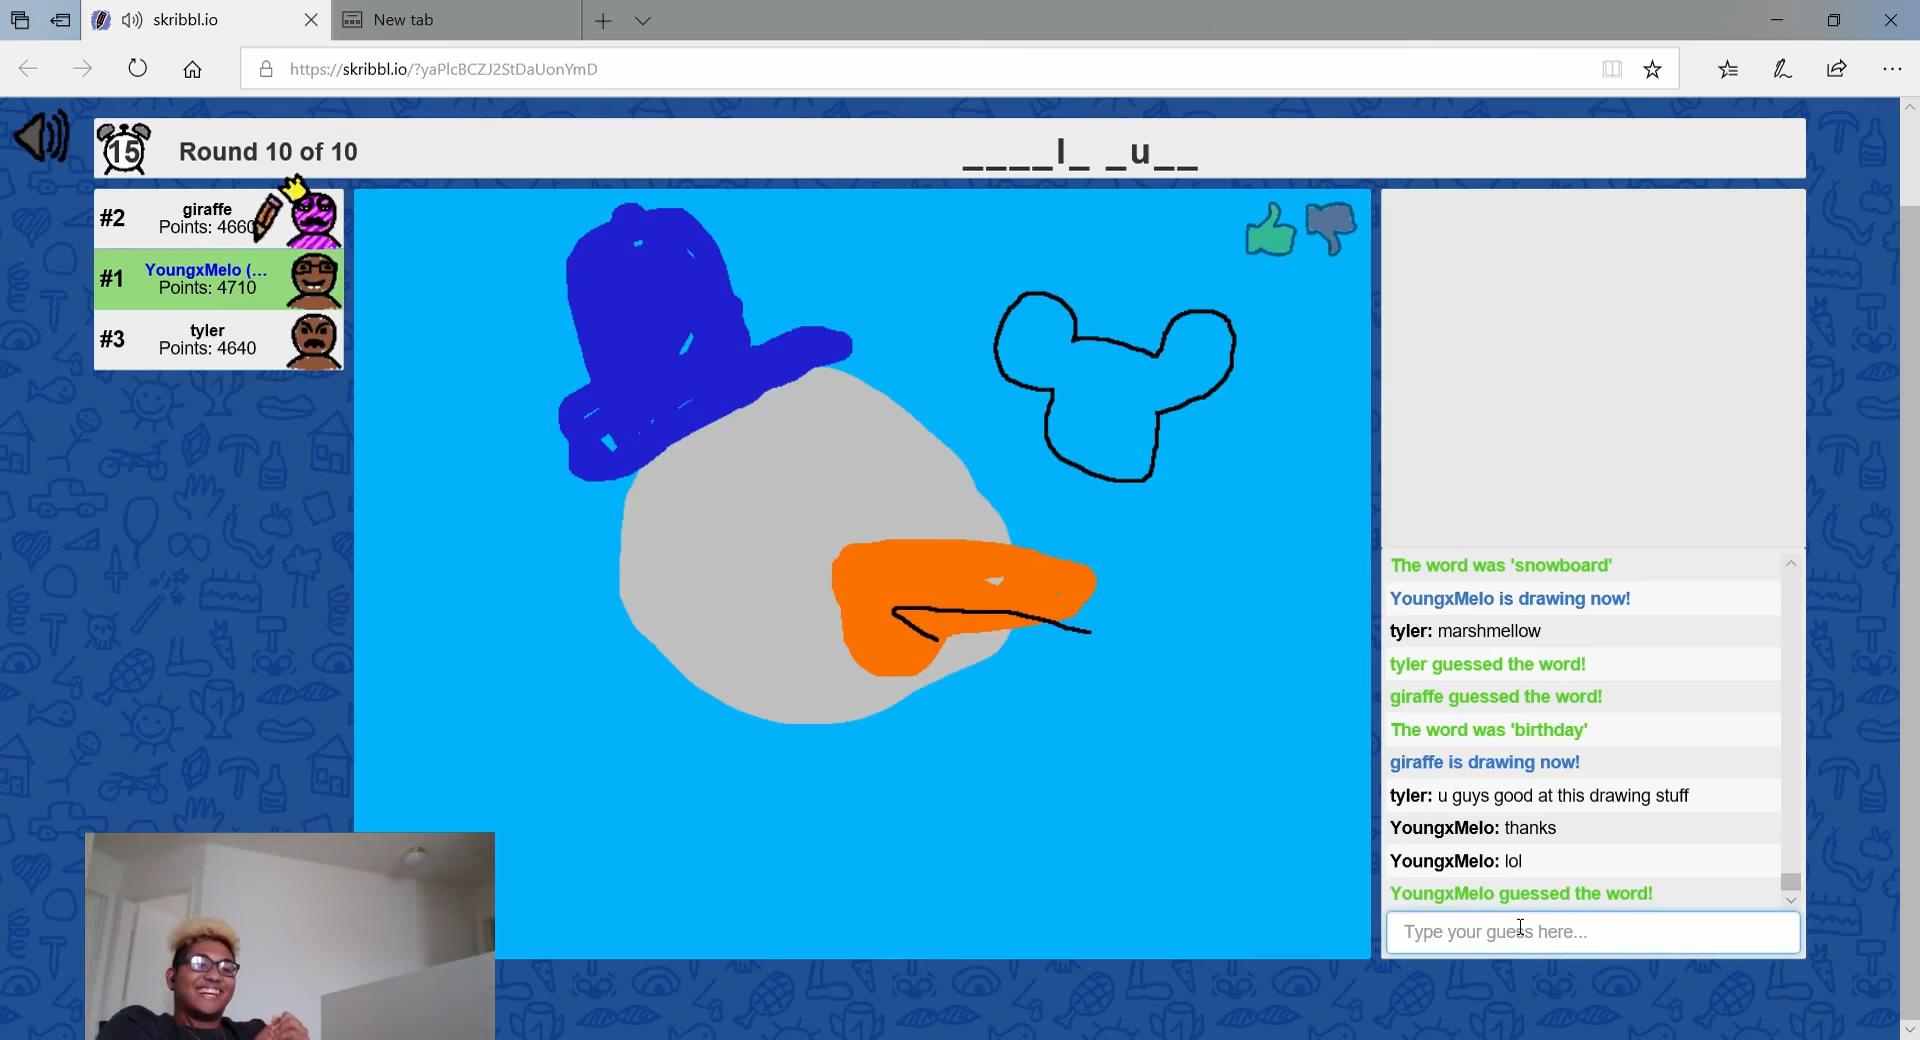 skribbl.io
New tab
https://skribbl.io/?yaPlcBCZJ2StDaUonYmD
15
Round 10 of 10
____l_ _u__
#2
giraffe
Points: 4660
#1
YoungxMelo (...
Points: 4710
#3
tyler
Points: 4640
The word was 'snowboard'
YoungxMelo is drawing now!
tyler: marshmellow
tyler guessed the word!
giraffe guessed the word!
The word was 'birthday'
giraffe is drawing now!
tyler: u guys good at this drawing stuff
YoungxMelo: thanks
YoungxMelo: lol
YoungxMelo guessed the word!
Type your guess here...